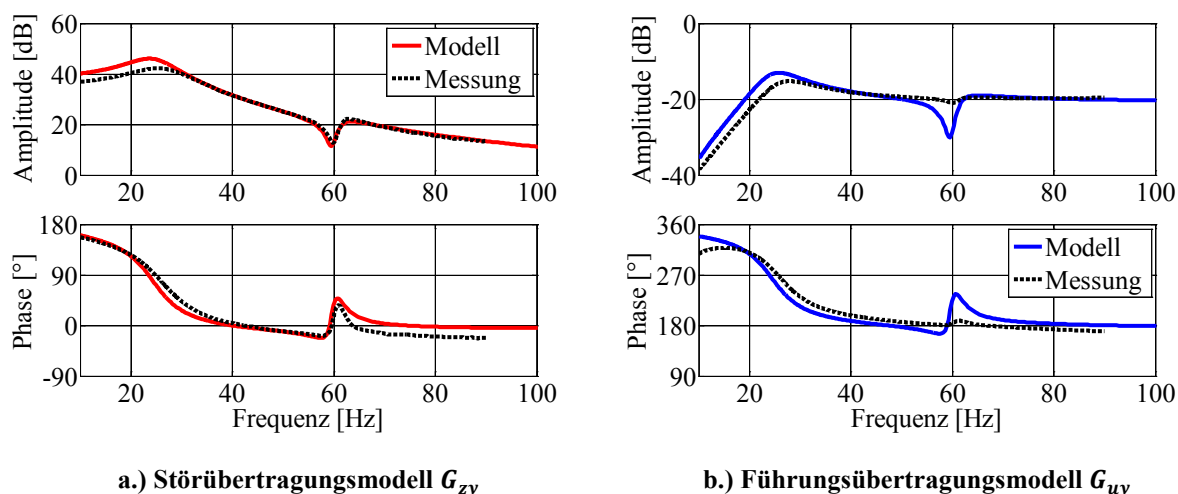 60
40
20
0
Amplitude [dB]
Modell
Messung
20 40 60 80 100
180
90
0
-90
Phase [°]
20 40 60 80 100
Frequenz [Hz]
a.) Störübertragungsmodell G_zy
0
-20
-40
Amplitude [dB]
20 40 60 80 100
360
270
180
90
Phase [°]
Modell
Messung
20 40 60 80 100
Frequenz [Hz]
b.) Führungsübertragungsmodell G_uy